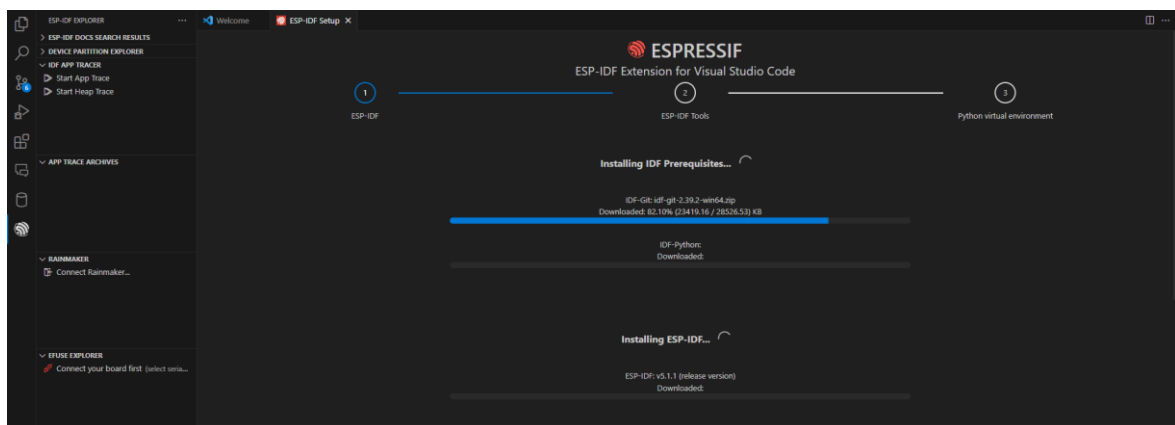 ESP-IDF EXPLORER
Welcome
ESP-IDF Setup
ESP-IDF DOCS SEARCH RESULTS
DEVICE PARTITION EXPLORER
IDF APP TRACER
Start App Trace
Start Heap Trace
6
APP TRACE ARCHIVES
RAINMAKER
Connect Rainmaker...
EFUSE EXPLORER
Connect your board first (select seria...
ESPRESSIF
ESP-IDF Extension for Visual Studio Code
1
2
3
ESP-IDF
ESP-IDF Tools
Python virtual environment
Installing IDF Prerequisites...
IDF-Git: idf-git-2.39.2-win64.zip
Downloaded: 82.10% (23419.16 / 28526.53) KB
IDF-Python:
Downloaded:
Installing ESP-IDF...
ESP-IDF: v5.1.1 (release version)
Downloaded: